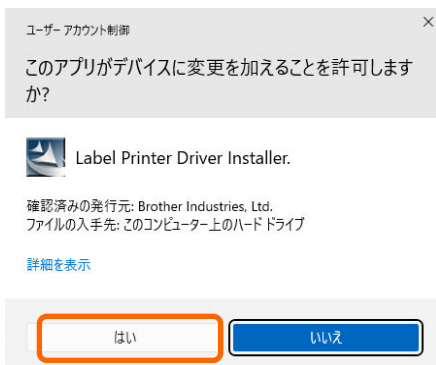 ユーザー アカウント制御
×
このアプリがデバイスに変更を加えることを許可します
か?
Label Printer Driver Installer.
確認済みの発行元: Brother Industries, Ltd.
ファイルの入手先: このコンピューター上のハード ドライブ
詳細を表示
はい
いいえ